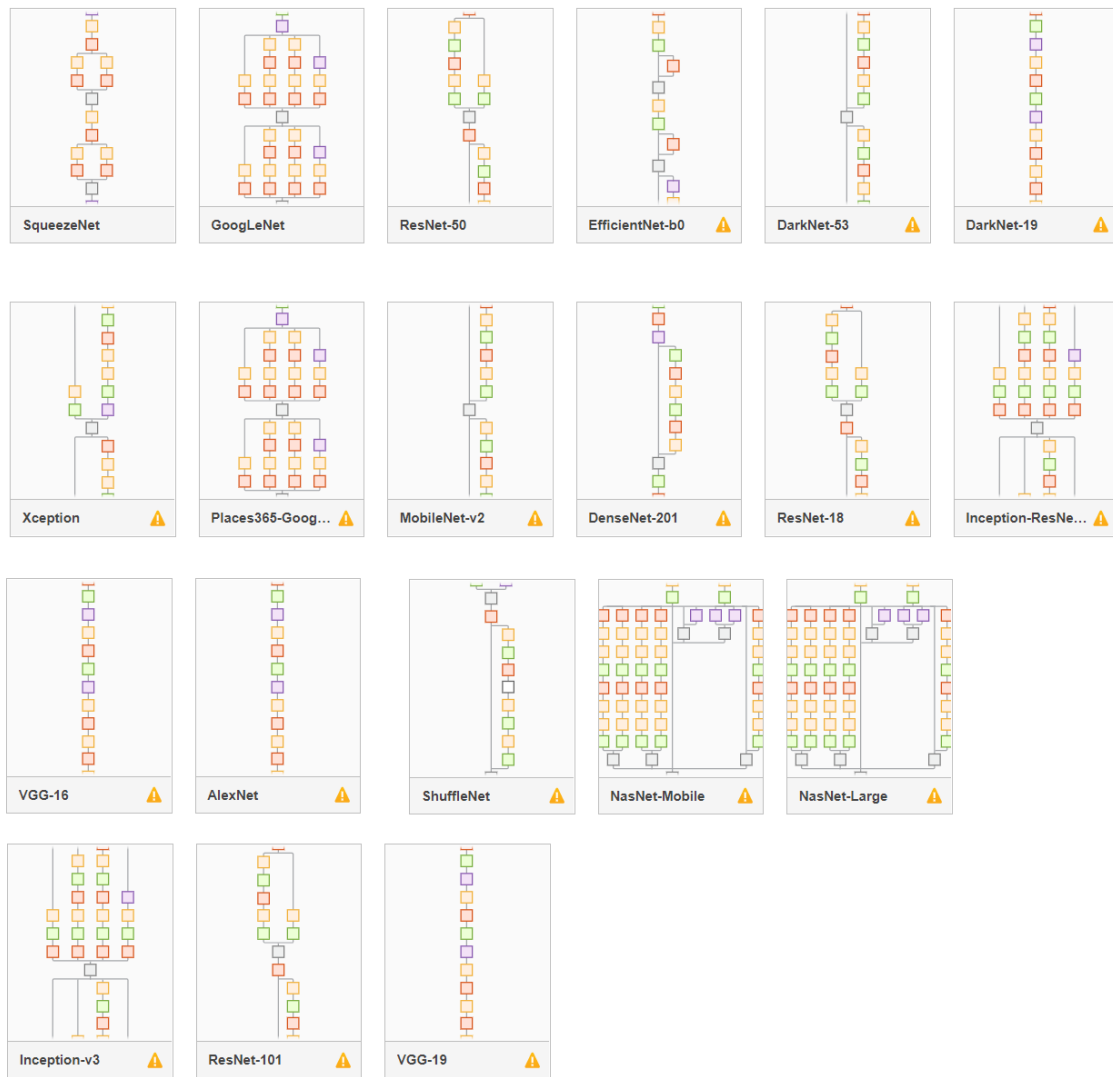 SqueezeNet
GoogLeNet
ResNet-50
EfficientNet-b0
DarkNet-53
DarkNet-19
Xception
Places365-Goog...
MobileNet-v2
DenseNet-201
ResNet-18
Inception-ResNe...
VGG-16
AlexNet
ShuffleNet
NasNet-Mobile
NasNet-Large
Inception-v3
ResNet-101
VGG-19